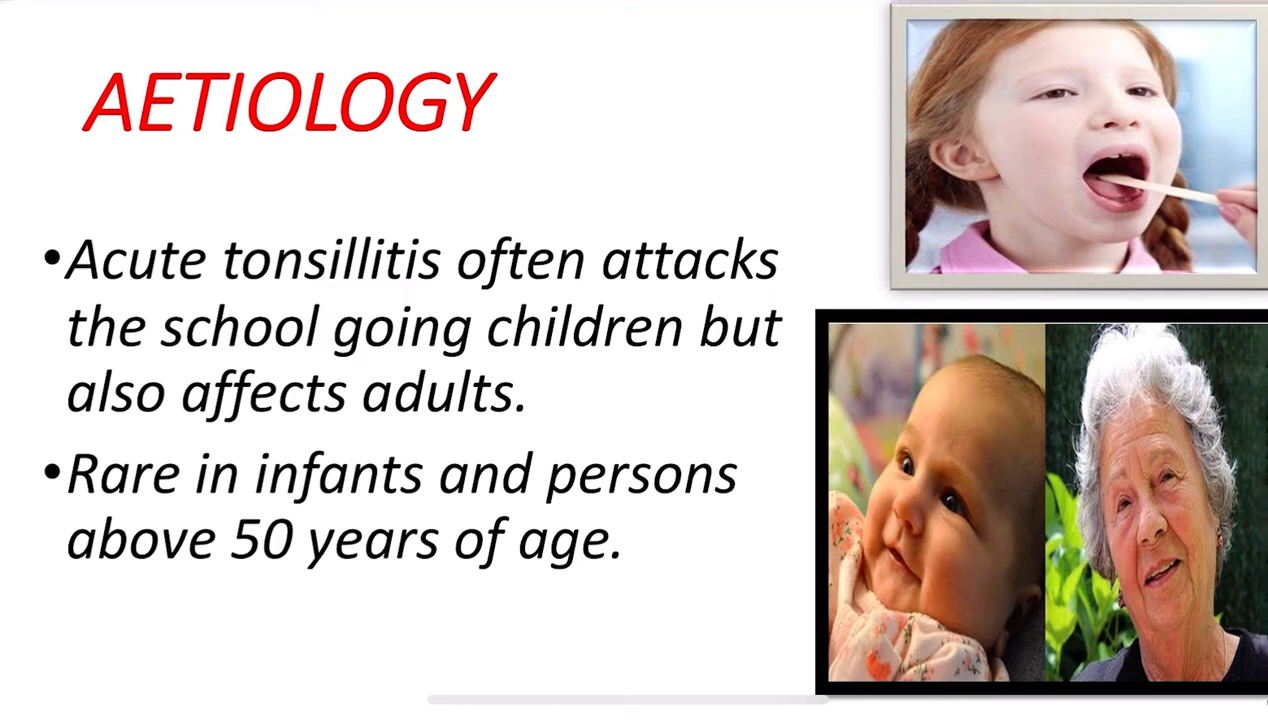 AETIOLOGY
•Acute tonsillitis often attacks
the school going children but
also affects adults.
•Rare in infants and persons
above 50 years of age.